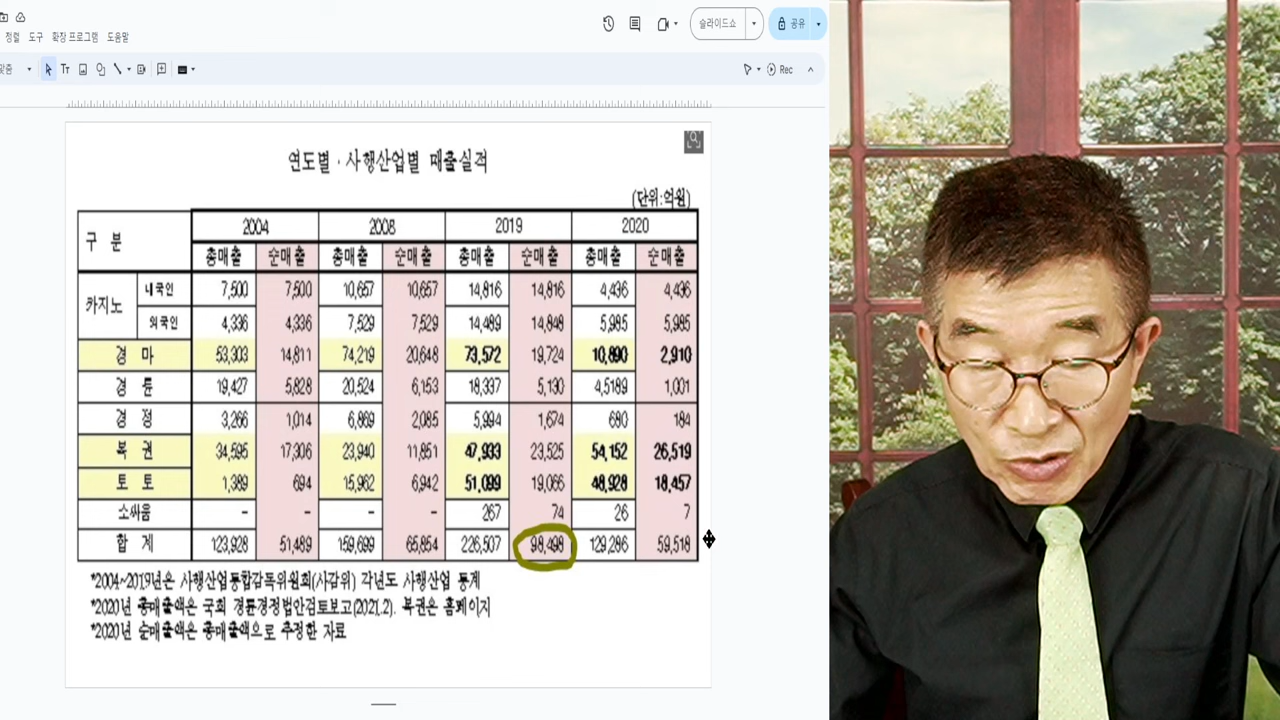 정렬 도구 확장 프로그램 도움말
슬라이드쇼
공유
맞춤
Tт
Rec
연도별·사행산업별 매출실적
(단위:억원)
구 분 2004 2008 2019 2020
총매출 순매출 총매출 순매출 총매출 순매출 총매출 순매출
카지노 내국인 7,500 7,500 10,657 10,657 14,816 14,816 4,436 4,436
외국인 4,336 4,336 7,529 7,529 14,489 14,848 5,985 5,985
경 마 53,303 14,811 74,219 20,648 73,572 19,724 10,890 2,910
경 륜 19,427 5,828 20,524 6,153 18,337 5,130 4,5189 1,001
경 정 3,266 1,014 6,869 2,085 5,994 1,674 680 184
복 권 34,595 17,306 23,940 11,851 47,933 23,525 54,152 26,519
토 토 1,389 694 15,962 6,942 51,099 19,066 48,928 18,457
소싸움 - - - - 267 74 26 7
합 계 123,928 51,489 159,699 65,854 226,507 98,498 129,286 59,518
*2004~2019년은 사행산업통합감독위원회(사감위) 각년도 사행산업 통계
*2020년 총매출액은 국회 경륜경정법안검토보고(2021.2). 복권은 홈페이지
*2020년 순매출액은 총매출액으로 추정한 자료